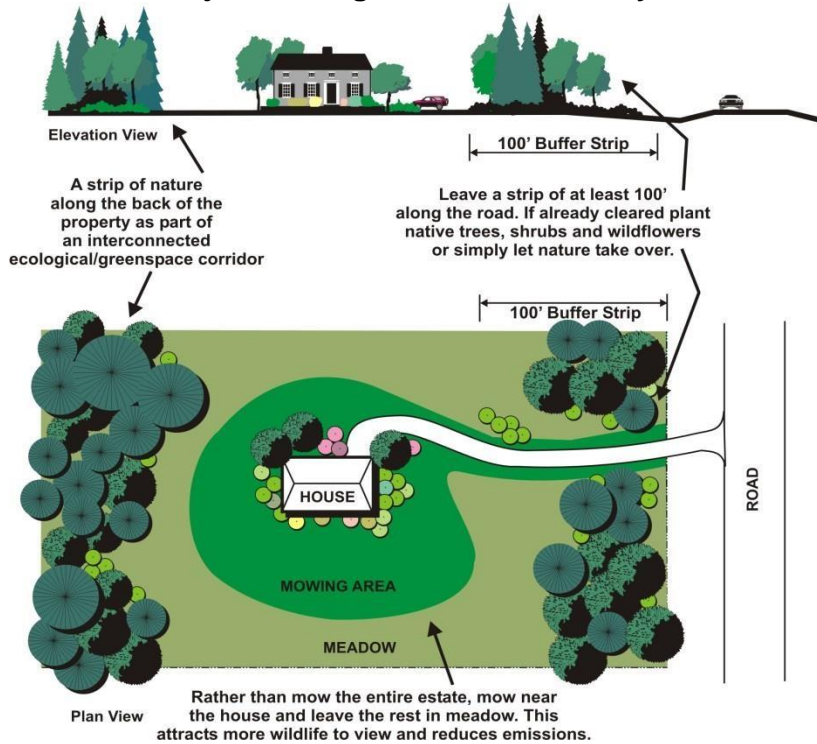 Elevation View
100' Buffer Strip
A strip of nature
along the back of the
property as part of
an interconnected
ecological/greenspace corridor
Leave a strip of at least 100'
along the road. If already cleared plant
native trees, shrubs and wildflowers
or simply let nature take over.
100' Buffer Strip
HOUSE
ROAD
MOWING AREA
MEADOW
Plan View
Rather than mow the entire estate, mow near
the house and leave the rest in meadow. This
attracts more wildlife to view and reduces emissions.